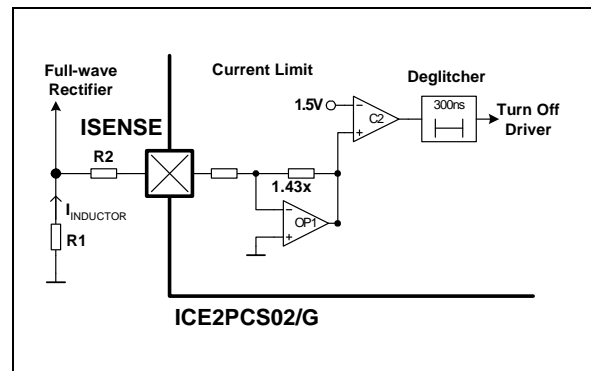 Full-wave
Rectifier
Current Limit
Deglitcher
1.5V
C2
300ns
Turn Off
Driver
ISENSE
R2
1.43x
OP1
IINDUCTOR
R1
ICE2PCS02/G